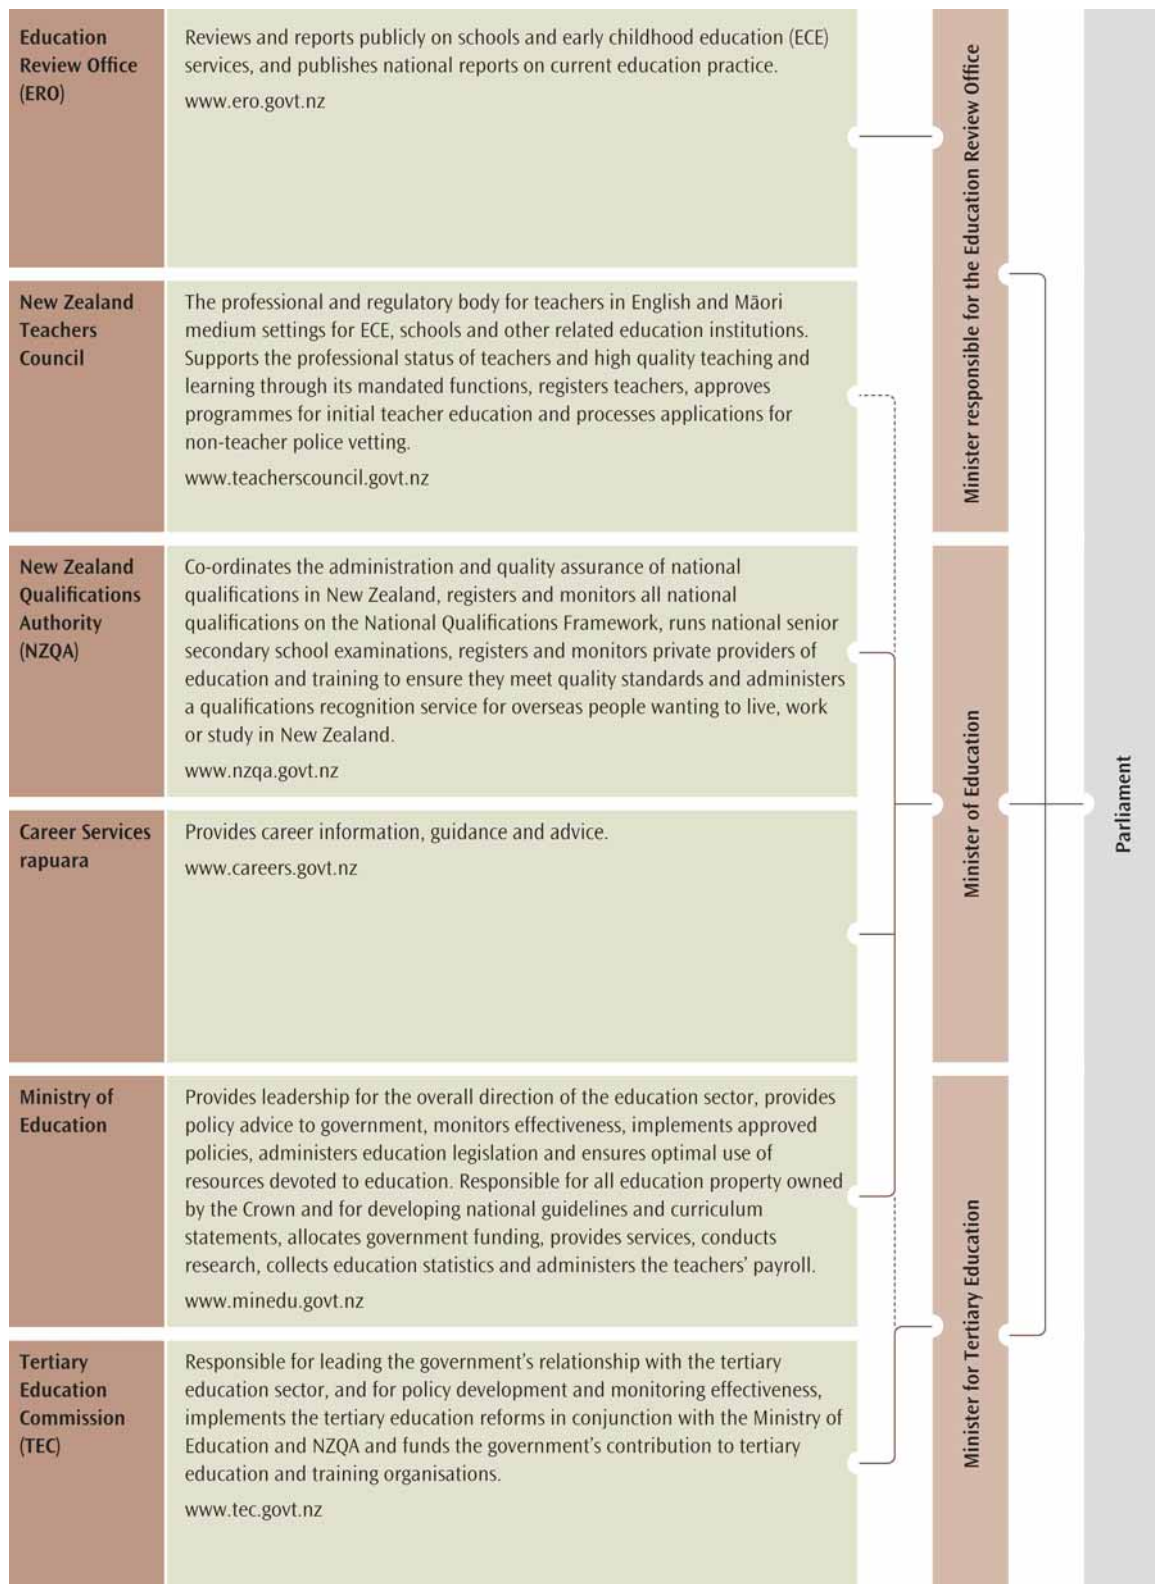 Education
Review Office
(ERO)
Reviews and reports publicly on schools and early childhood education (ECE)
services, and publishes national reports on current education practice.
www.ero.govt.nz
New Zealand
Teachers
Council
The professional and regulatory body for teachers in English and Māori
medium settings for ECE, schools and other related education institutions.
Supports the professional status of teachers and high quality teaching and
learning through its mandated functions, registers teachers, approves
programmes for initial teacher education and processes applications for
non-teacher police vetting.
www.teacherscouncil.govt.nz
New Zealand
Qualifications
Authority
(NZQA)
Co-ordinates the administration and quality assurance of national
qualifications in New Zealand, registers and monitors all national
qualifications on the National Qualifications Framework, runs national senior
secondary school examinations, registers and monitors private providers of
education and training to ensure they meet quality standards and administers
a qualifications recognition service for overseas people wanting to live, work
or study in New Zealand.
www.nzqa.govt.nz
Career Services
rapuara
Provides career information, guidance and advice.
www.careers.govt.nz
Ministry of
Education
Provides leadership for the overall direction of the education sector, provides
policy advice to government, monitors effectiveness, implements approved
policies, administers education legislation and ensures optimal use of
resources devoted to education. Responsible for all education property owned
by the Crown and for developing national guidelines and curriculum
statements, allocates government funding, provides services, conducts
research, collects education statistics and administers the teachers' payroll.
www.minedu.govt.nz
Tertiary
Education
Commission
(TEC)
Responsible for leading the government's relationship with the tertiary
education sector, and for policy development and monitoring effectiveness,
implements the tertiary education reforms in conjunction with the Ministry of
Education and NZQA and funds the government's contribution to tertiary
education and training organisations.
www.tec.govt.nz
Minister responsible for the Education Review Office
Minister of Education
Minister for Tertiary Education
Parliament